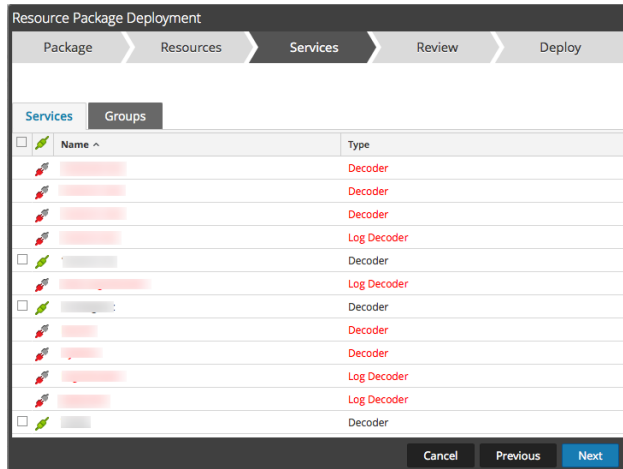 Resource Package Deployment
Package Resources Services Review Deploy
Services Groups
Name Type
Decoder
Decoder
Decoder
Log Decoder
Decoder
Log Decoder
Decoder
Decoder
Decoder
Log Decoder
Log Decoder
Decoder
Cancel Previous Next